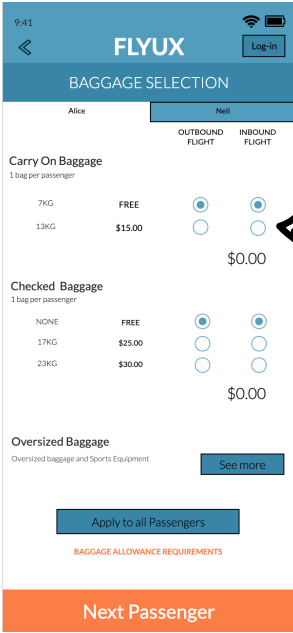 9:41
FLYUX
Log-in
BAGGAGE SELECTION
Alice Neil
OUTBOUND FLIGHT INBOUND FLIGHT
Carry On Baggage
1 bag per passenger
7KG FREE
13KG $15.00
$0.00
Checked Baggage
1 bag per passenger
NONE FREE
17KG $25.00
23KG $30.00
$0.00
Oversized Baggage
Oversized baggage and Sports Equipment
See more
Apply to all Passengers
BAGGAGE ALLOWANCE REQUIREMENTS
Next Passenger